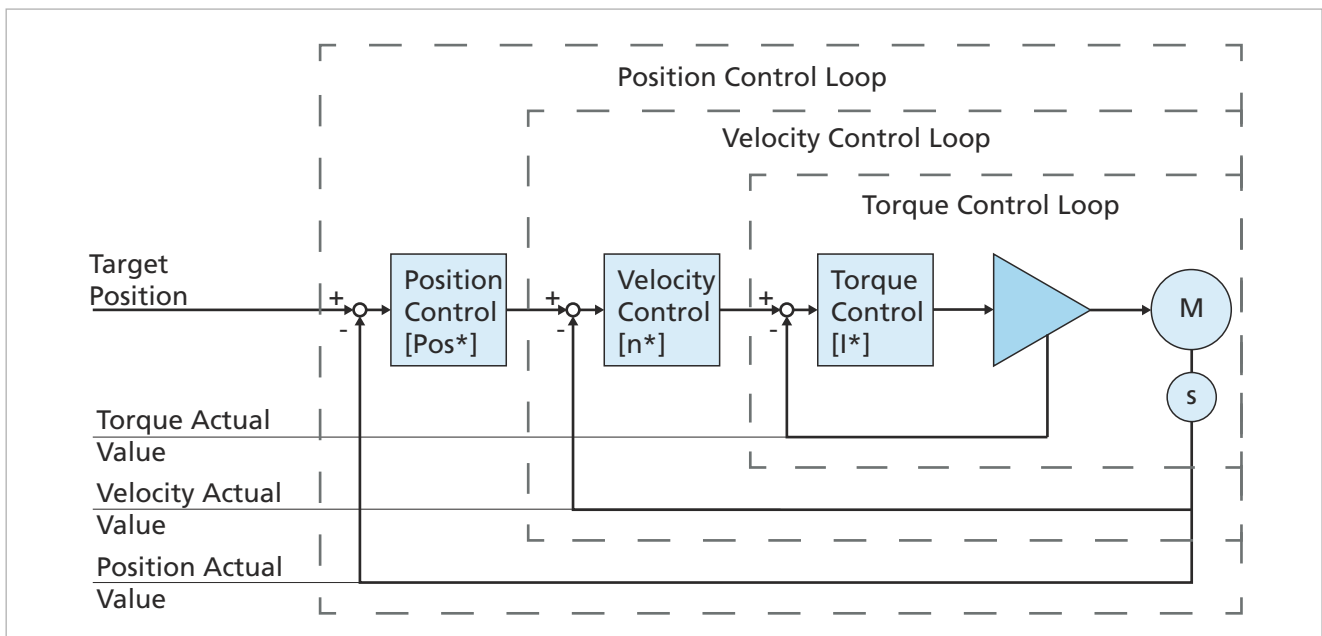 Position Control Loop
Velocity Control Loop
Torque Control Loop
Target
Position
+
-
Position
Control
[Pos*]
+
-
Velocity
Control
[n*]
+
-
Torque
Control
[I*]
M
s
Torque Actual
Value
Velocity Actual
Value
Position Actual
Value